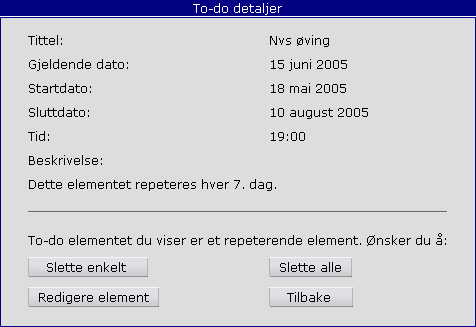 To-do detaljer
Tittel: Nvs øving
Gjeldende dato: 15 juni 2005
Startdato: 18 mai 2005
Sluttdato: 10 august 2005
Tid: 19:00
Beskrivelse:
Dette elementet repeteres hver 7. dag.
To-do elementet du viser er et repeterende element. Ønsker du å:
Slette enkelt Slette alle
Redigere element Tilbake